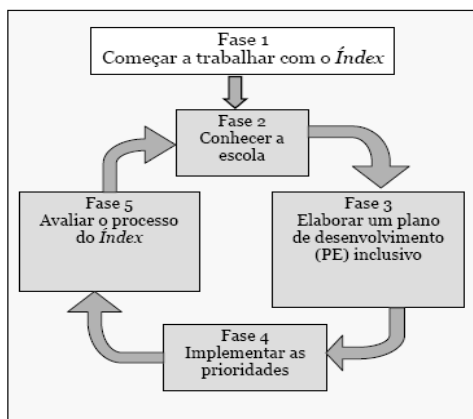 Fase 1
Começar a trabalhar com o Índex
Fase 2
Conhecer a
escola
Fase 3
Elaborar um plano
de desenvolvimento
(PE) inclusivo
Fase 4
Implementar as
prioridades
Fase 5
Avaliar o processo
do Índex